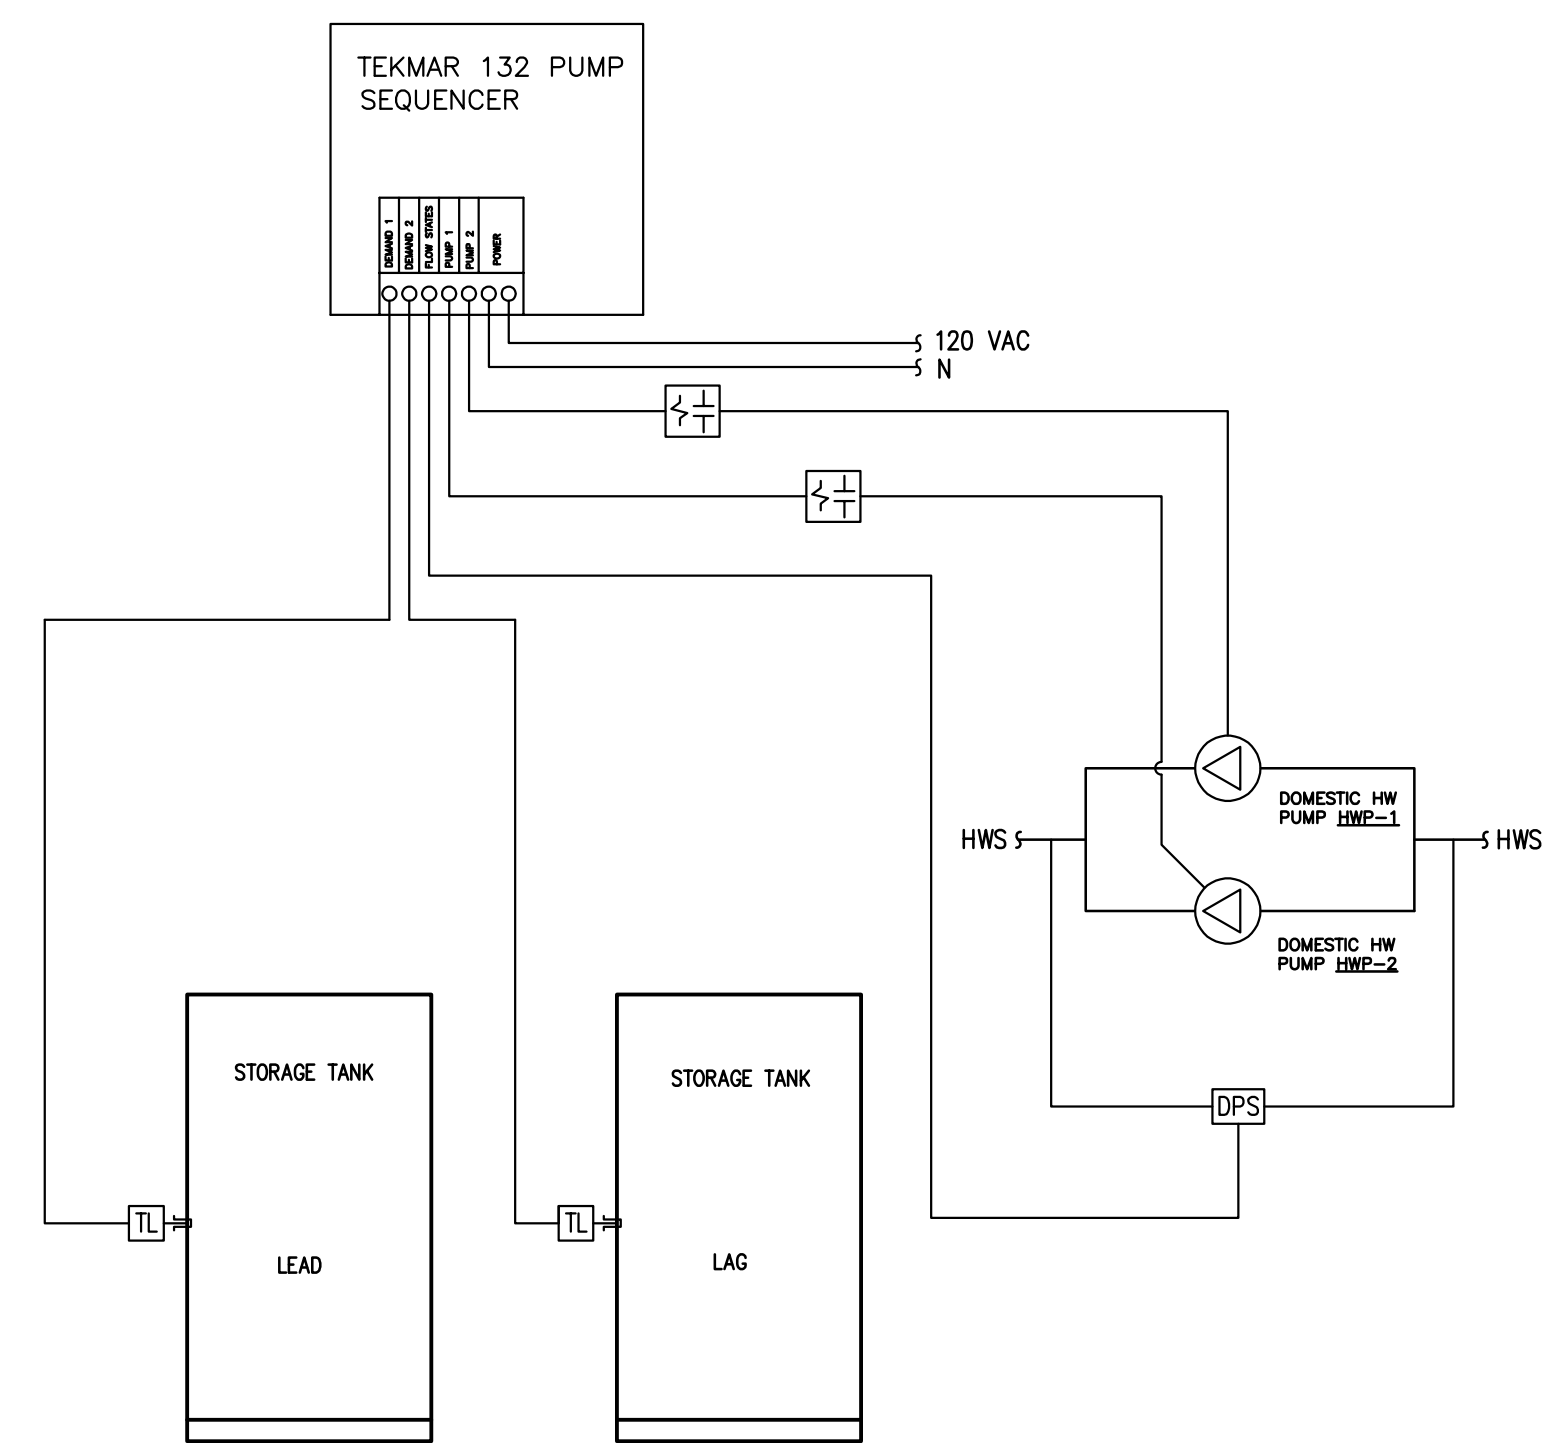 TEKMAR 132 PUMP
SEQUENCER
DEMAND 1
DEMAND 2
FLOW STATES
PUMP 1
PUMP 2
POWER
120 VAC
N
DOMESTIC HW
PUMP HWP-1
HWS
HWS
DOMESTIC HW
PUMP HWP-2
STORAGE TANK
STORAGE TANK
DPS
TL
TL
LEAD
LAG